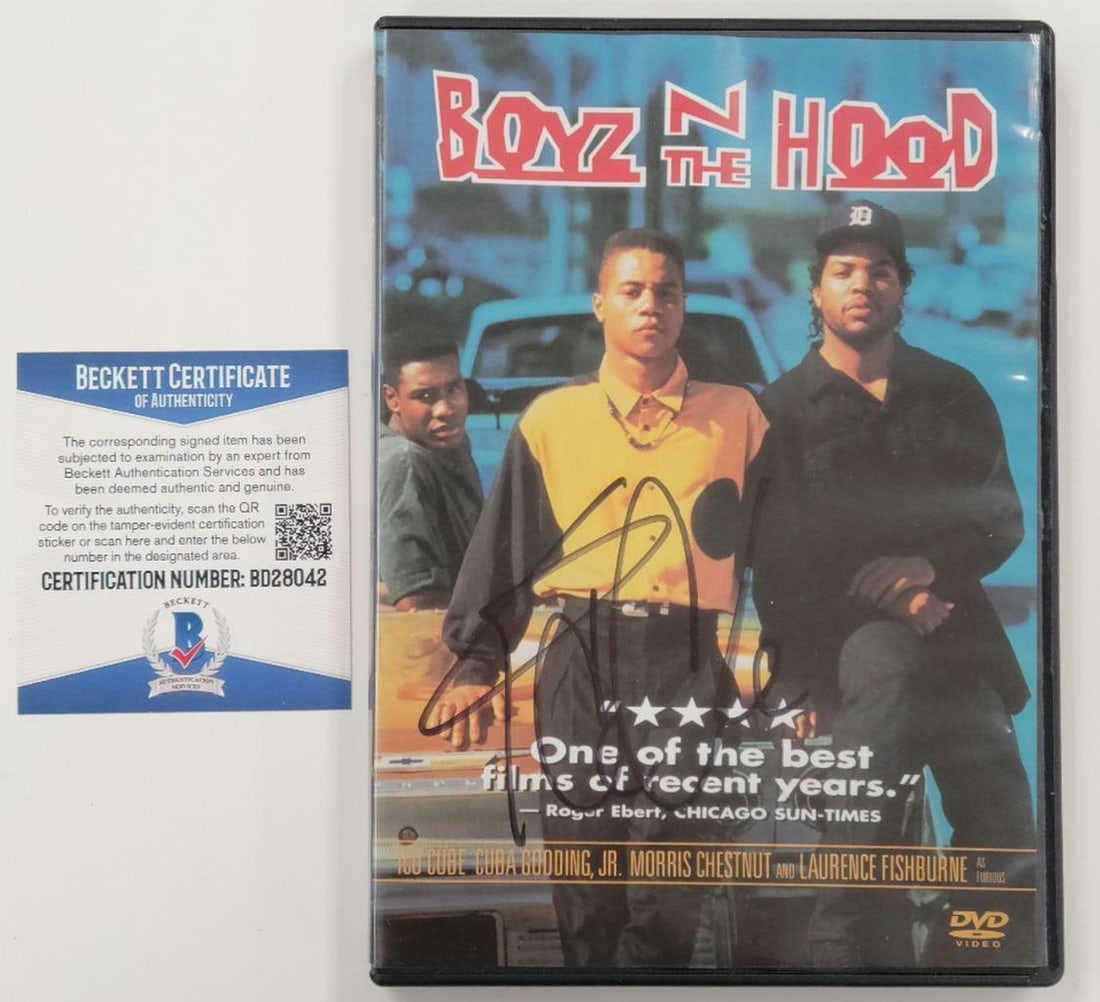 BECKETT CERTIFICATE
OF AUTHENTICITY
The corresponding signed item has been
subjected to examination by an expert from
Beckett Authentication Services and has
been deemed authentic and genuine.
To verify the authenticity, scan the QR
code on the tamper-evident certification
sticker or scan here and enter the below
number in the designated area.
CERTIFICATION NUMBER: BD28042
BECKETT
B
AUTHENTICATION
SERVICES
BOYZ N THE HOOD
D
"★★★★
One of the best
films of recent years."
— Roger Ebert, CHICAGO SUN-TIMES
ICE CUBE CUBA GOODING, JR. MORRIS CHESTNUT AND LAURENCE FISHBURNE AS FURIOUS
DVD
VIDEO